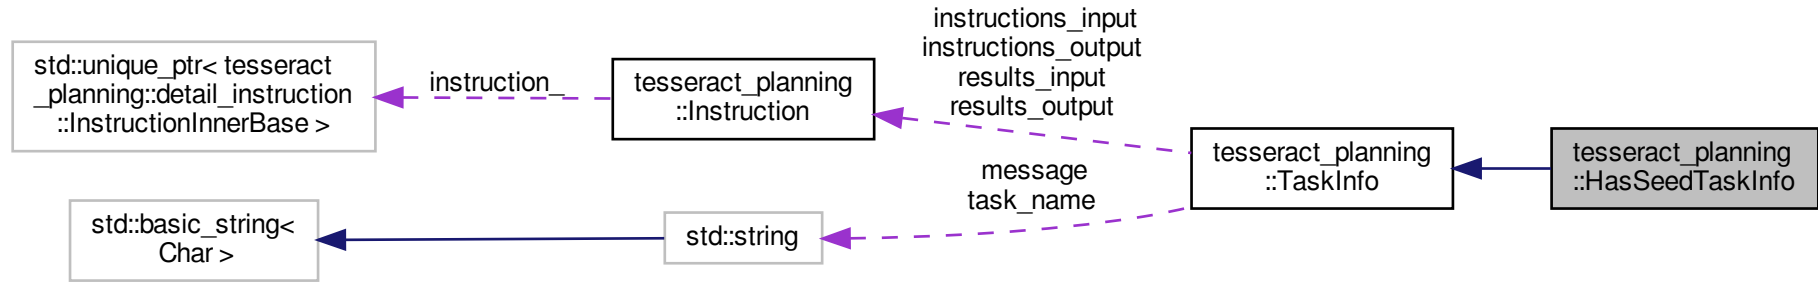 std::unique_ptr< tesseract
_planning::detail_instruction
::InstructionInnerBase >
instruction_
tesseract_planning
::Instruction
instructions_input
instructions_output
results_input
results_output
std::basic_string<
Char >
std::string
message
task_name
tesseract_planning
::TaskInfo
tesseract_planning
::HasSeedTaskInfo